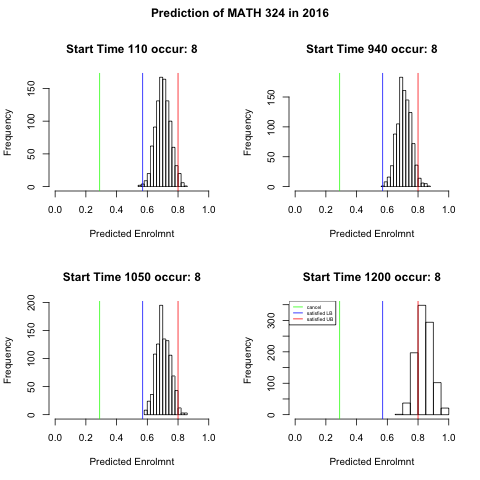 Prediction of MATH 324 in 2016
Start Time 110 occur: 8
Frequency
0 50 100 150
0.0 0.2 0.4 0.6 0.8 1.0
Predicted Enrolmnt
Start Time 940 occur: 8
Frequency
0 50 100 150
0.0 0.2 0.4 0.6 0.8 1.0
Predicted Enrolmnt
Start Time 1050 occur: 8
Frequency
0 50 100 150 200
0.0 0.2 0.4 0.6 0.8 1.0
Predicted Enrolmnt
Start Time 1200 occur: 8
cancel
satisfied LB
satisfied UB
Frequency
0 50 150 250 350
0.0 0.2 0.4 0.6 0.8 1.0
Predicted Enrolmnt